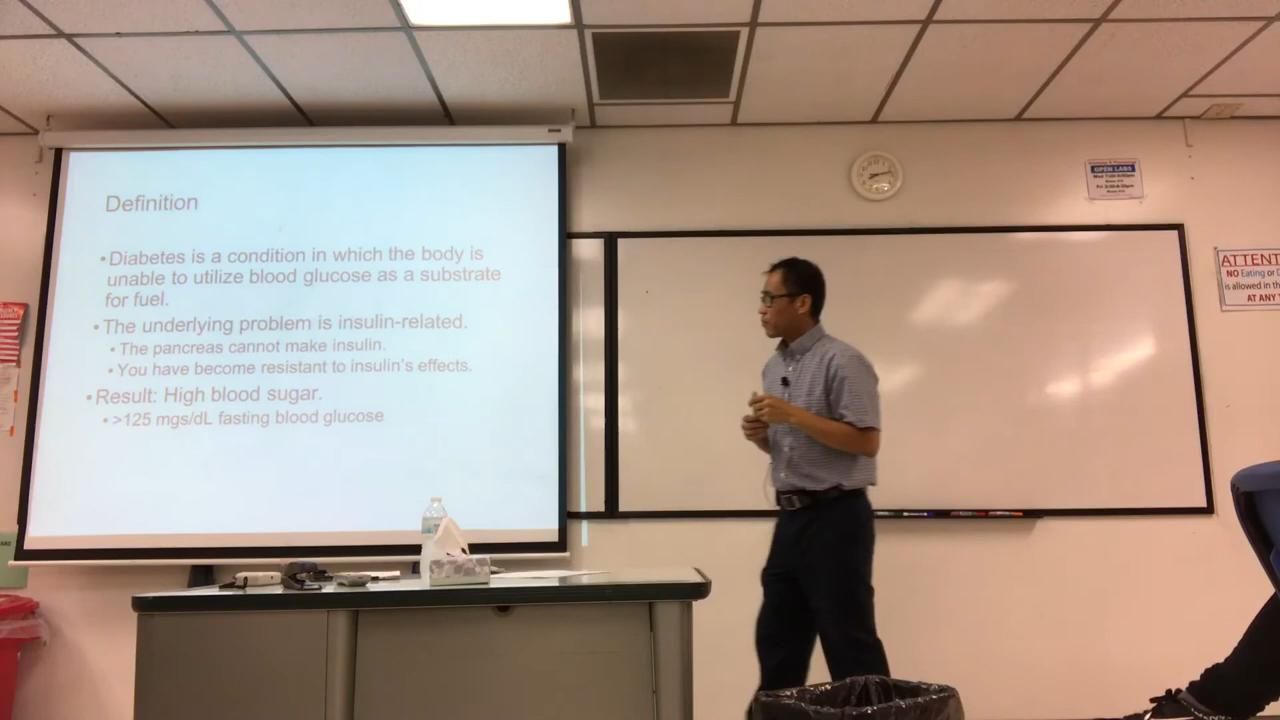 Definition
•Diabetes is a condition in which the body is
unable to utilize blood glucose as a substrate
for fuel.
•The underlying problem is insulin-related.
•The pancreas cannot make insulin.
•You have become resistant to insulin's effects.
•Result: High blood sugar.
•>125 mgs/dL fasting blood glucose
OPEN LABS
ATTENT
NO Eating or D
is allowed in th
AT ANY